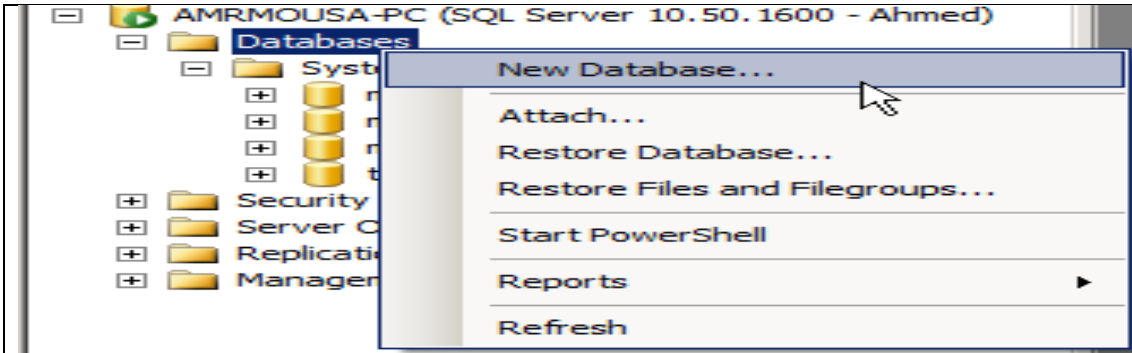 AMRMOUSA-PC (SQL Server 10.50.1600 - Ahmed)
Databases
New Database...
Attach...
Restore Database...
Restore Files and Filegroups...
Security
Start PowerShell
Reports
Refresh